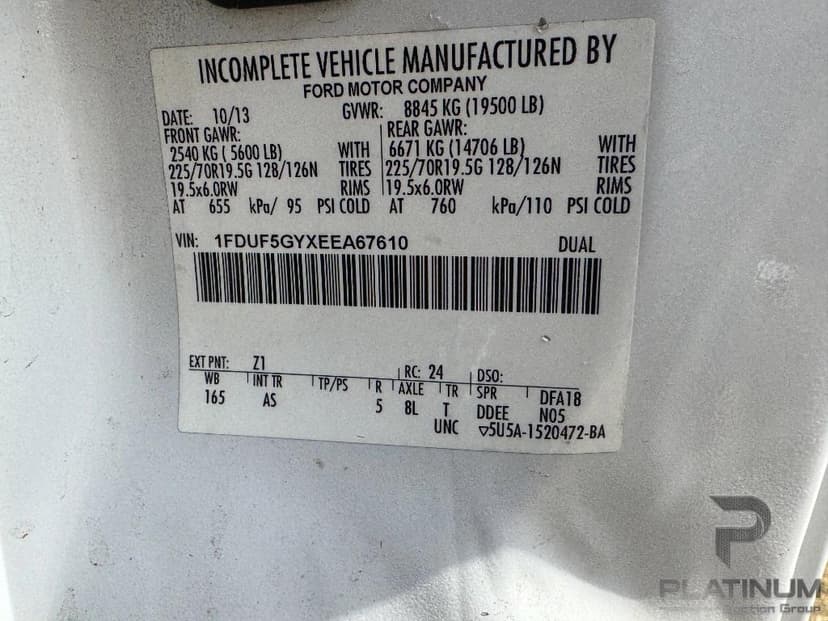 INCOMPLETE VEHICLE MANUFACTURED BY
FORD MOTOR COMPANY
DATE: 10/13 GVWR: 8845 KG (19500 LB)
FRONT GAWR: REAR GAWR:
2540 KG ( 5600 LB) WITH 6671 KG (14706 LB) WITH
225/70R19.5G 128/126N TIRES 225/70R19.5G 128/126N TIRES
19.5x6.0RW RIMS 19.5x6.0RW RIMS
AT 655 kPa/ 95 PSI COLD AT 760 kPa/110 PSI COLD
VIN: 1FDUF5GYXEEA67610 DUAL
EXT PNT: Z1 RC: 24 DSO:
WB INT TR TP/PS R AXLE TR SPR DFA18
165 AS 5 8L T DDEE N05
UNC ▽5U5A-1520472-BA
PLATINUM
Auction Group